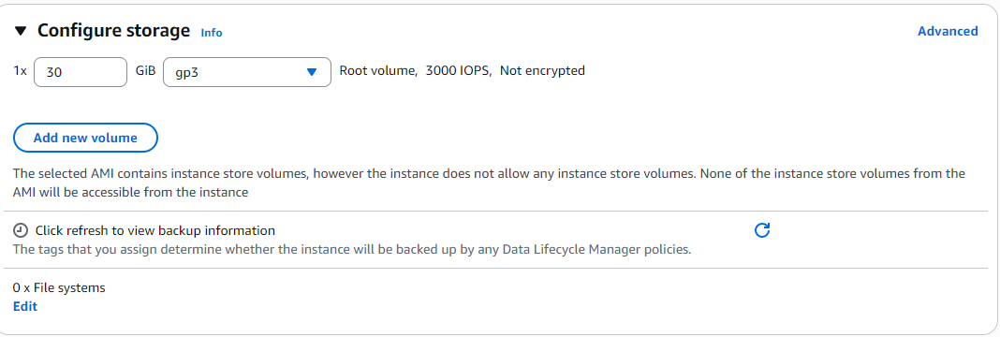 Configure storage Info Advanced
1x 30 GiB gp3 Root volume, 3000 IOPS, Not encrypted
Add new volume
The selected AMI contains instance store volumes, however the instance does not allow any instance store volumes. None of the instance store volumes from the
AMI will be accessible from the instance
Click refresh to view backup information
The tags that you assign determine whether the instance will be backed up by any Data Lifecycle Manager policies.
0 x File systems
Edit